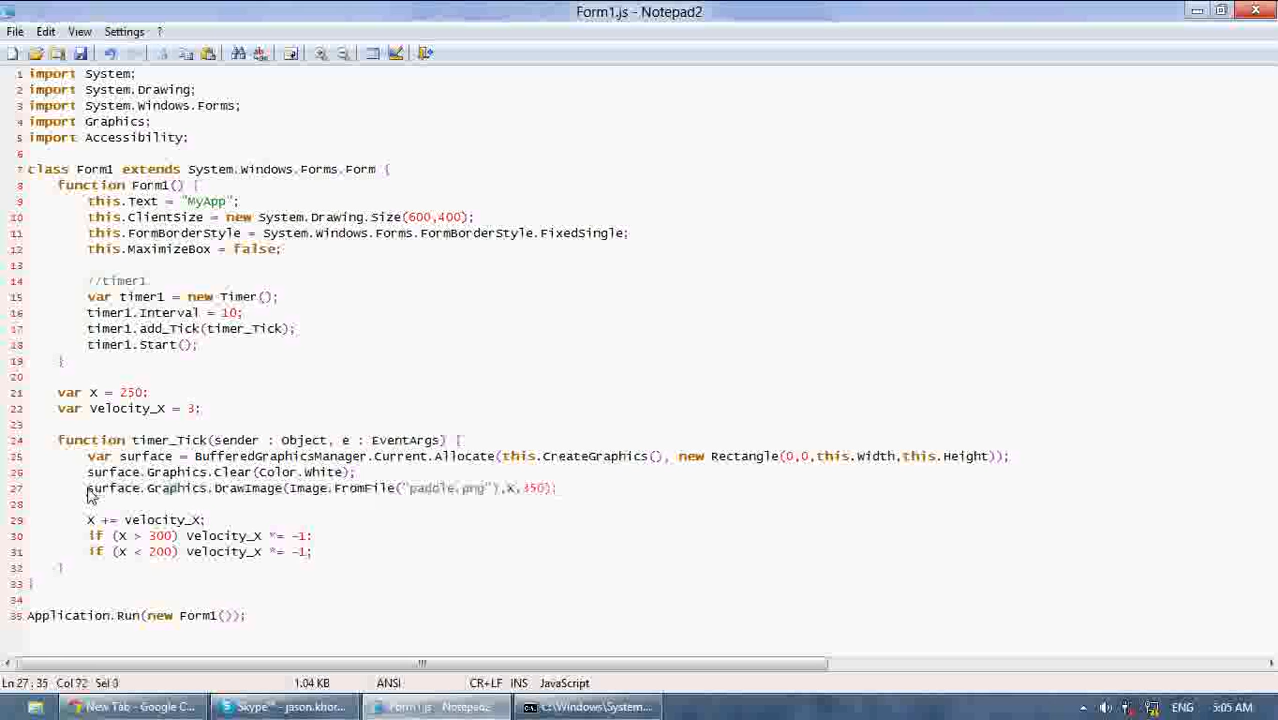 Form1.js - Notepad2
File Edit View Settings ?
1 import System;
2 import System.Drawing;
3 import System.Windows.Forms;
4 import Graphics;
5 import Accessibility;
6
7 class Form1 extends System.Windows.Forms.Form {
8 function Form1() {
9 this.Text = "MyApp";
10 this.ClientSize = new System.Drawing.Size(600,400);
11 this.FormBorderStyle = System.Windows.Forms.FormBorderStyle.FixedSingle;
12 this.MaximizeBox = false;
13
14 //timer1
15 var timer1 = new Timer();
16 timer1.Interval = 10;
17 timer1.add_Tick(timer_Tick);
18 timer1.Start();
19 }
20
21 var X = 250;
22 var Velocity_X = 3;
23
24 function timer_Tick(sender : Object, e : EventArgs) {
25 var surface = BufferedGraphicsManager.Current.Allocate(this.CreateGraphics(), new Rectangle(0,0,this.Width,this.Height));
26 surface.Graphics.Clear(Color.White);
27 surface.Graphics.DrawImage(Image.FromFile("paddle.png"),X,350);
28
29 X += Velocity_X;
30 if (X > 300) Velocity_X *= -1;
31 if (X < 200) Velocity_X *= -1;
32 }
33 }
34
35 Application.Run(new Form1());
Ln 27 : 35 Col 72 Sel 0 1.04 KB ANSI CR+LF INS JavaScript
New Tab - Google C... Skype™ - jason.khor... Form1.js - Notepad2 C:\Windows\System... ENG 5:05 AM